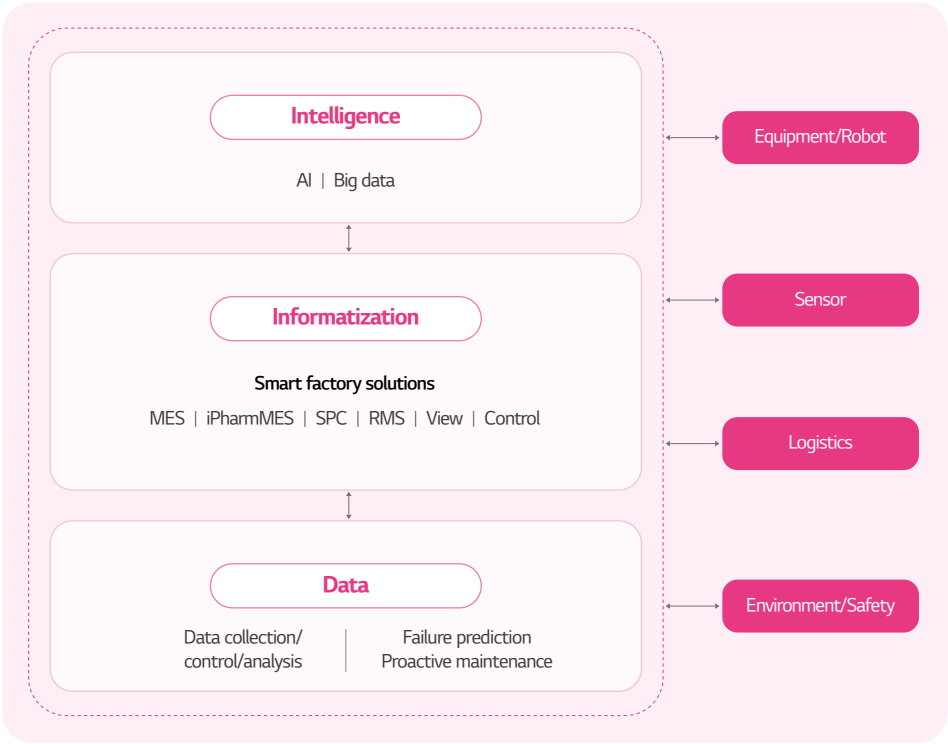 Intelligence
AI | Big data
Informatization
Smart factory solutions
MES | iPharmMES | SPC | RMS | View | Control
Data
Data collection/
control/analysis
Failure prediction
Proactive maintenance
Equipment/Robot
Sensor
Logistics
Environment/Safety